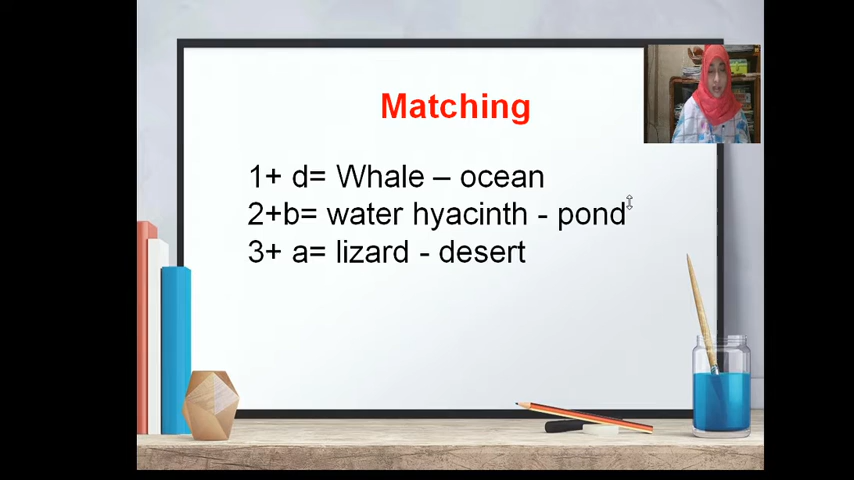 Matching
1+ d= Whale – ocean
2+b= water hyacinth - pond
3+ a= lizard - desert